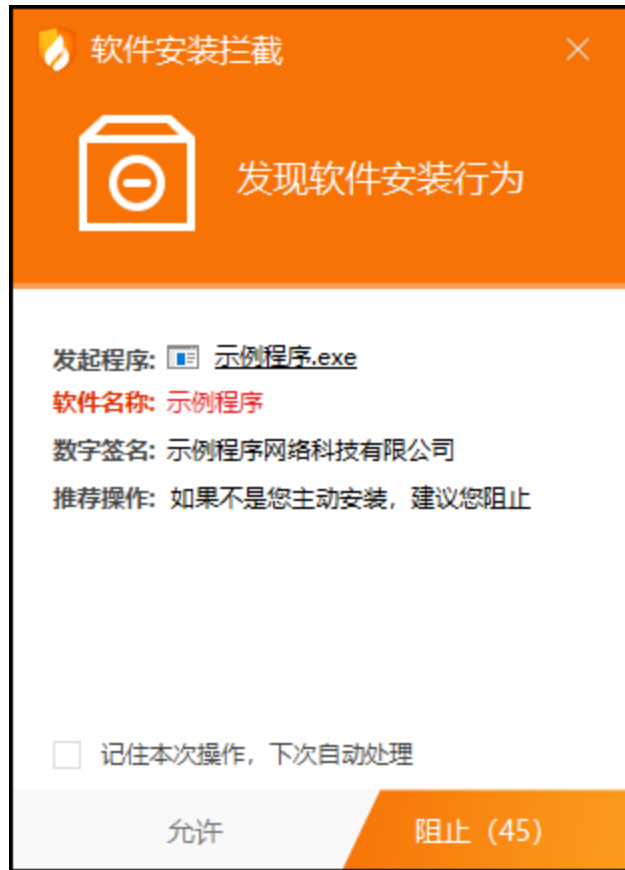 软件安装拦截
发现软件安装行为
发起程序: 示例程序.exe
软件名称: 示例程序
数字签名: 示例程序网络科技有限公司
推荐操作: 如果不是您主动安装，建议您阻止
记住本次操作，下次自动处理
允许
阻止（45）